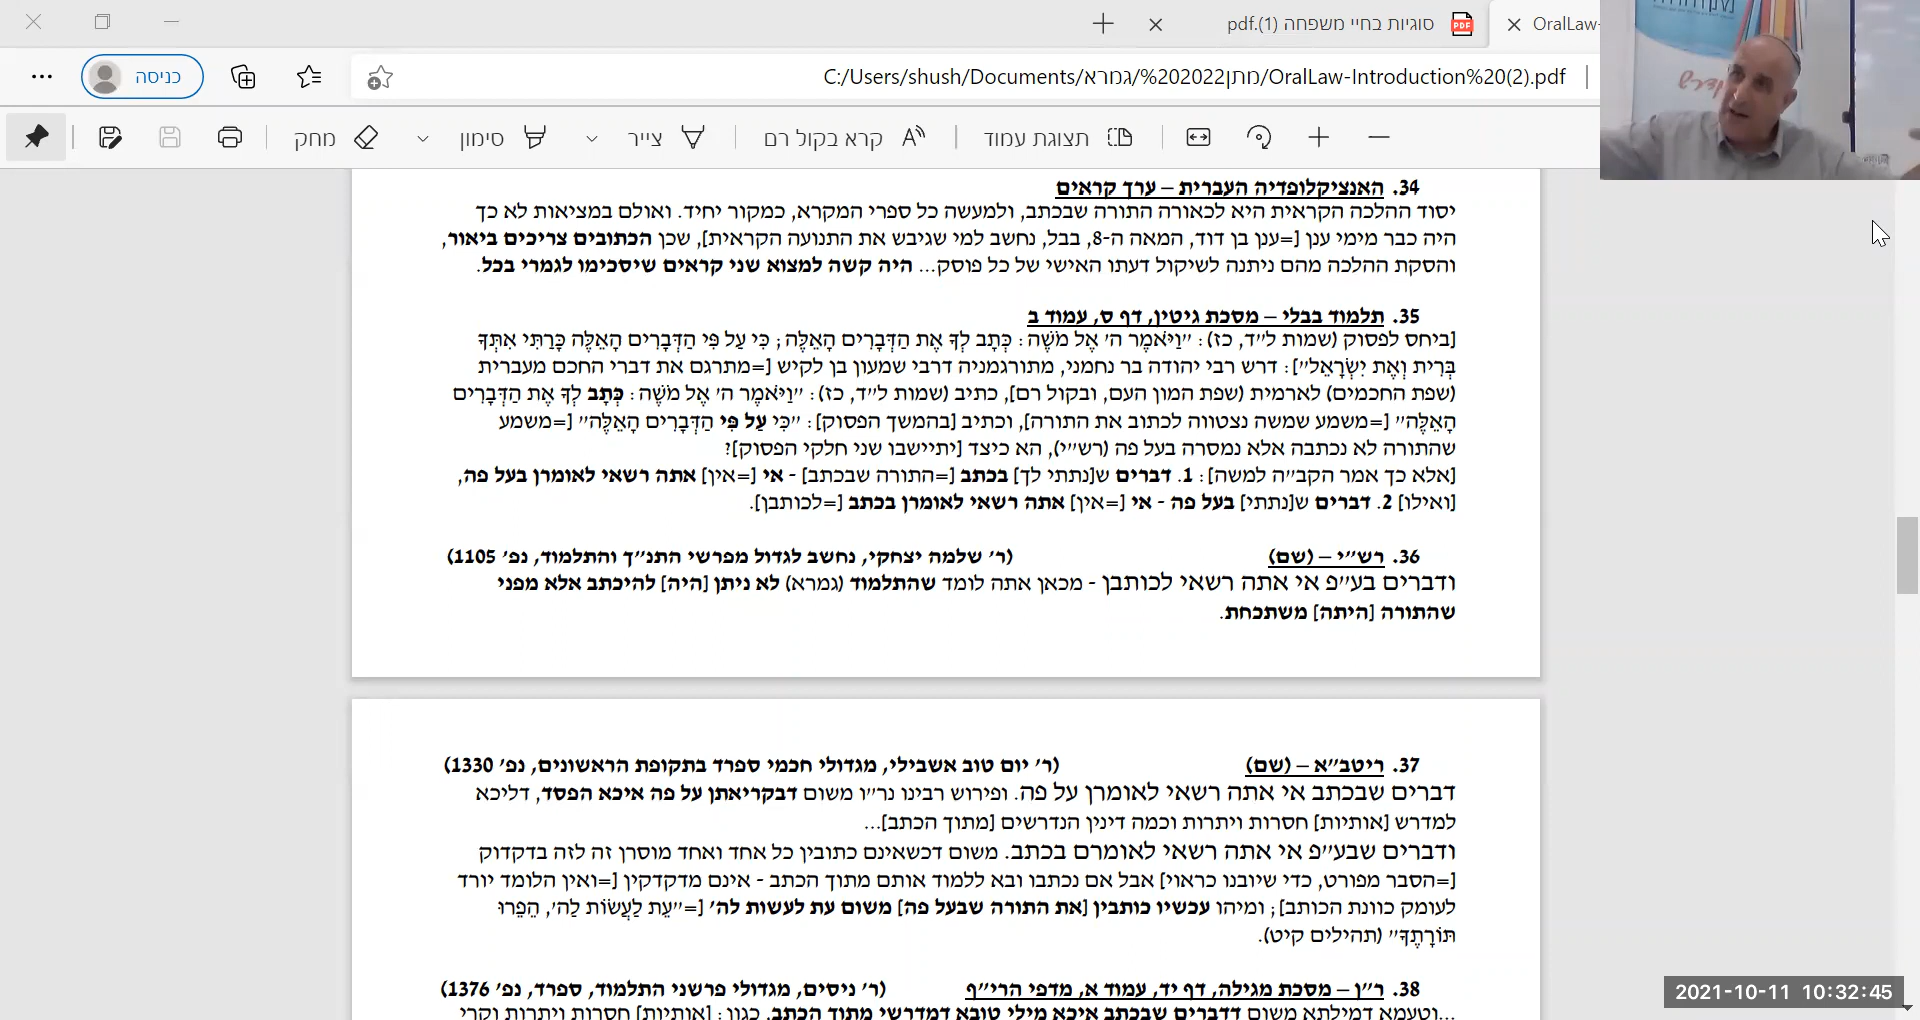 OralLaw-
סוגיות בחיי משפחה (1).pdf
PDF
C:/Users/shush/Documents/גמרא/%202022מתן/OralLaw-Introduction%20(2).pdf
כניסה
תצוגת עמוד
קרא בקול רם
צייר
סימון
מחק
34. האנציקלופדיה העברית – ערך קראים
יסוד ההלכה הקראית היא לכאורה התורה שבכתב, ולמעשה כל ספרי המקרא, כמקור יחיד. ואולם במציאות לא כך
היה כבר מימי ענן [=ענן בן דוד, המאה ה-8, בבל, נחשב למי שגיבש את התנועה הקראית], שכן הכתובים צריכים ביאור,
והסקת ההלכה מהם ניתנה לשיקול דעתו האישי של כל פוסק... היה קשה למצוא שני קראים שיסכימו לגמרי בכל.
35. תלמוד בבלי – מסכת גיטין, דף ס, עמוד ב
[ביחס לפסוק (שמות ל״ד, כז): ״וַיֹּאמֶר ה׳ אֶל מֹשֶׁה: כְּתָב לְךָ אֶת הַדְּבָרִים הָאֵלֶּה; כִּי עַל פִּי הַדְּבָרִים הָאֵלֶּה כָּרַתִּי אִתְּךָ
בְּרִית וְאֶת יִשְׂרָאֵל״]: דרש רבי יהודה בר נחמני, מתורגמניה דרבי שמעון בן לקיש [=מתרגם את דברי החכם מעברית
(שפת החכמים) לארמית (שפת המון העם, ובקול רם], כתיב (שמות ל״ד, כז): ״וַיֹּאמֶר ה׳ אֶל מֹשֶׁה: כְּתָב לְךָ אֶת הַדְּבָרִים
הָאֵלֶּה״ [=משמע שמשה נצטווה לכתוב את התורה], וכתיב [בהמשך הפסוק]: ״כִּי עַל פִּי הַדְּבָרִים הָאֵלֶּה״ [=משמע
שהתורה לא נכתבה אלא נמסרה בעל פה (רש״י), הא כיצד [יתיישבו שני חלקי הפסוק]?
[אלא כך אמר הקב״ה למשה]: 1. דברים ש[נתתי לך] בכתב [=התורה שבכתב] - אי [=אין] אתה רשאי לאומרן בעל פה,
[ואילו] 2. דברים ש[נתתי] בעל פה - אי [=אין] אתה רשאי לאומרן בכתב [=לכותבן].
36. רש״י – (שם) (ר׳ שלמה יצחקי, נחשב לגדול מפרשי התנ״ך והתלמוד, נפ׳ 1105)
ודברים בע״פ אי אתה רשאי לכותבן - מכאן אתה לומד שהתלמוד (גמרא) לא ניתן [היה] להיכתב אלא מפני
שהתורה [היתה] משתכחת.
37. ריטב״א – (שם) (ר׳ יום טוב אשבילי, מגדולי חכמי ספרד בתקופת הראשונים, נפ׳ 1330)
דברים שבכתב אי אתה רשאי לאומרן על פה. ופירוש רבינו נר״ו משום דבקריאתן על פה איכא הפסד, דליכא
למדרש [אותיות] חסרות ויתרות וכמה דינין הנדרשים [מתוך הכתב]...
ודברים שבע״פ אי אתה רשאי לאומרם בכתב. משום דכשאינם כתובין כל אחד ואחד מוסרן זה לזה בדקדוק
[=הסבר מפורט, כדי שיובנו כראוי] אבל אם נכתבו ובא ללמוד אותם מתוך הכתב - אינם מדקדקין [=ואין הלומד יורד
לעומק כוונת הכותב]; ומיהו עכשיו כותבין [את התורה שבעל פה] משום עת לעשות לה׳ [=״עֵת לַעֲשׂוֹת לַה׳, הֵפֵרוּ
תּוֹרָתֶךָ״ (תהילים קיט).
38. ר״ן – מסכת מגילה, דף יד, עמוד א, מדפי הרי״ף (ר׳ ניסים, מגדולי פרשני התלמוד, ספרד, נפ׳ 1376)
...וטעמא דמילתא משום דדברים שבכתב איכא מילי טובא דמדרשי מתוך הכתב. כגון: [אותיות] חסרות ויתרות וקרי
2021-10-11 10:32:45